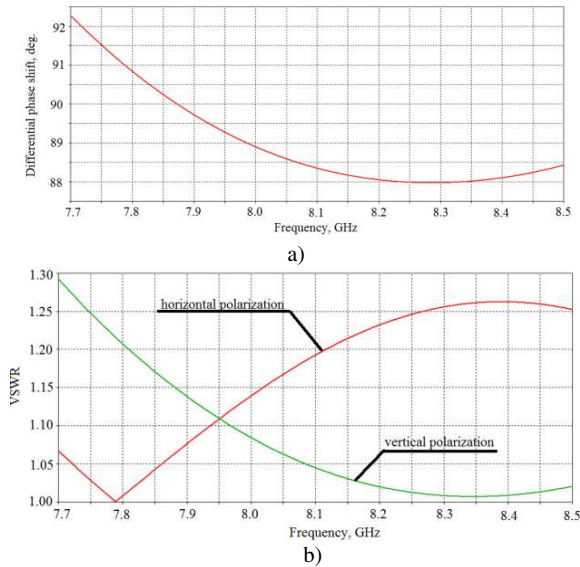 Differential phase shift, deg.
92
91
90
89
88
7.7 7.8 7.9 8.0 8.1 8.2 8.3 8.4 8.5
Frequency, GHz
a)
VSWR
1.30
1.25
1.20
1.15
1.10
1.05
1.00
horizontal polarization
vertical polarization
7.7 7.8 7.9 8.0 8.1 8.2 8.3 8.4 8.5
Frequency, GHz
b)